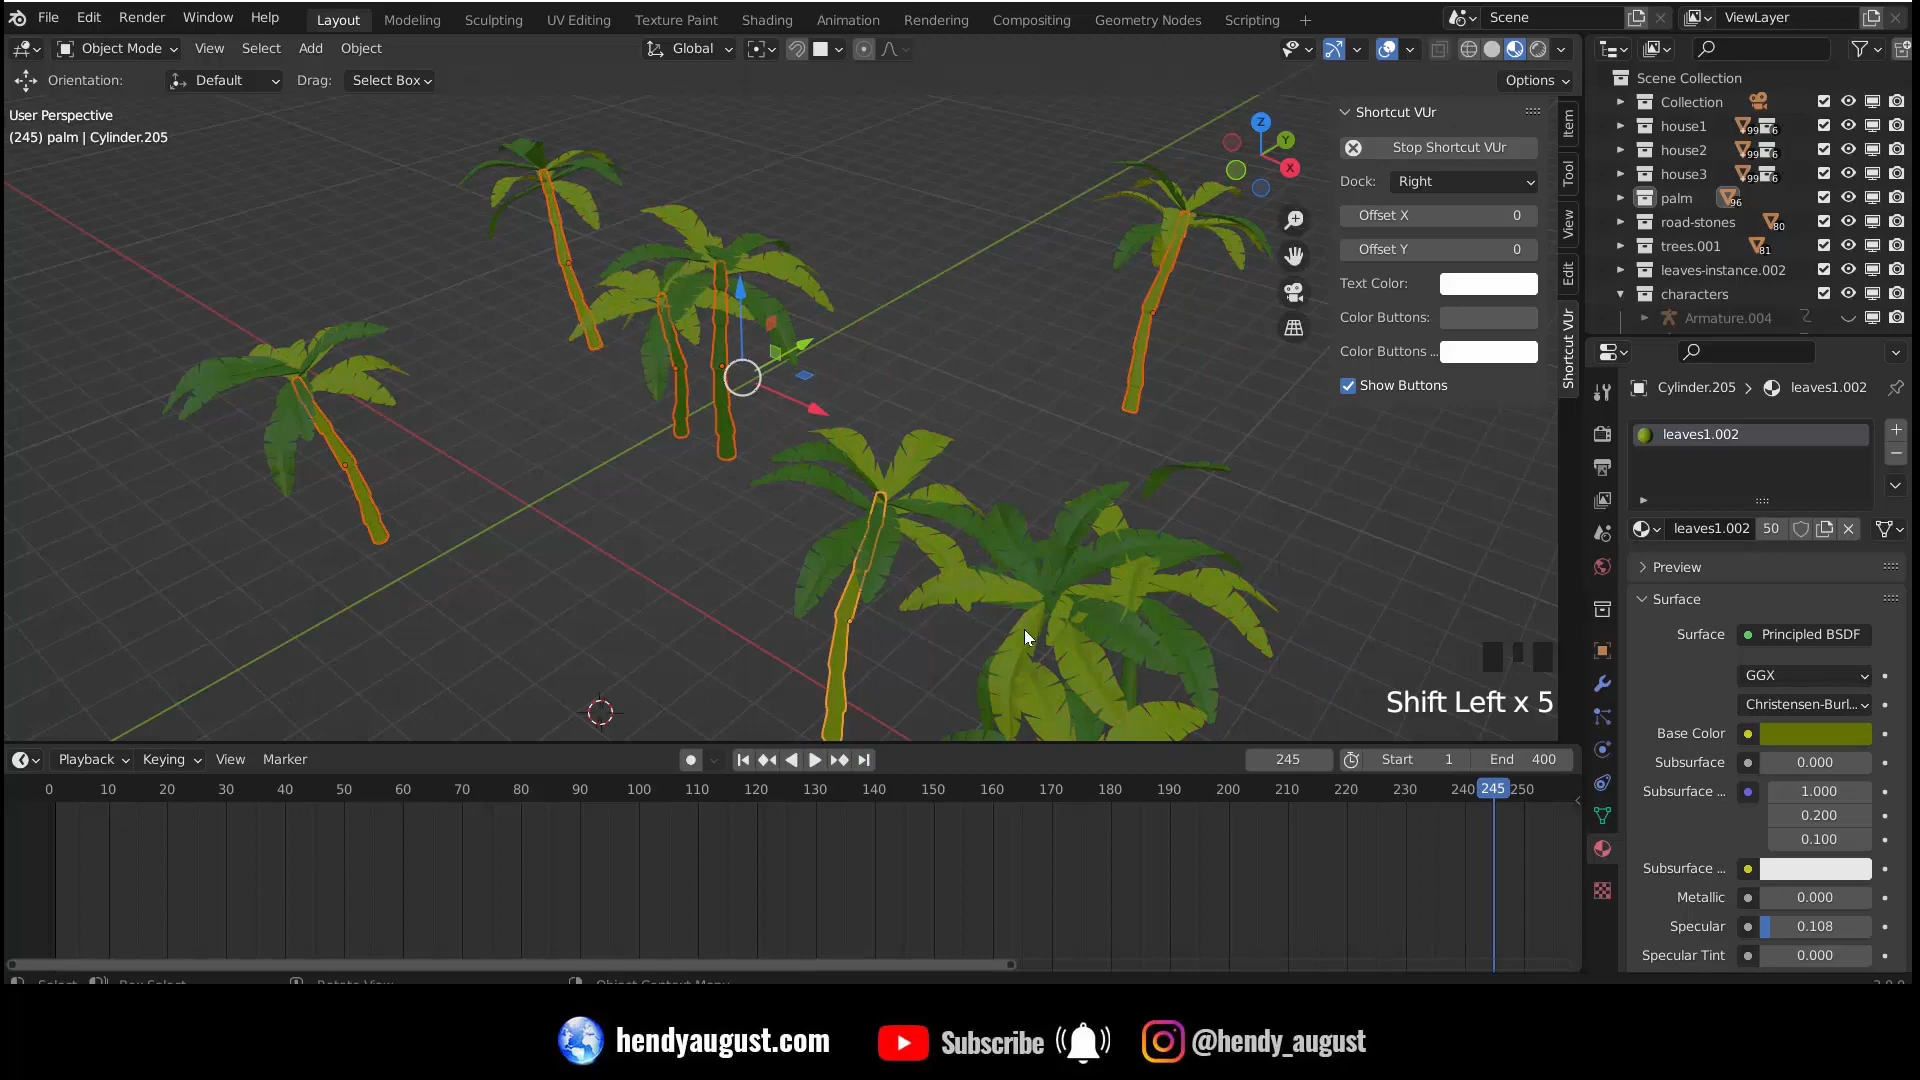 File Edit Render Window Help Layout Modeling Sculpting UV Editing Texture Paint Shading Animation Rendering Compositing Geometry Nodes Scripting Scene ViewLayer
Object Mode View Select Add Object Global
Orientation: Default Drag: Select Box Options
User Perspective
(245) palm | Cylinder.205
Shortcut VUr
Stop Shortcut VUr
Dock: Right
Offset X 0
Offset Y 0
Text Color:
Color Buttons:
Color Buttons ...
Show Buttons
Item
Tool
View
Edit
Shortcut VUr
Z
Y
X
Shift Left x 5
Scene Collection
Collection
house1
house2
house3
palm 96
road-stones 80
trees.001 81
leaves-instance.002
characters
Armature.004
Cylinder.205 leaves1.002
leaves1.002
leaves1.002 50
Preview
Surface
Surface Principled BSDF
GGX
Christensen-Burl...
Base Color
Subsurface 0.000
Subsurface ... 1.000
0.200
0.100
Subsurface ...
Metallic 0.000
Specular 0.108
Specular Tint 0.000
Playback Keying View Marker 245 Start 1 End 400
0 10 20 30 40 50 60 70 80 90 100 110 120 130 140 150 160 170 180 190 200 210 220 230 240 245 250
hendyaugust.com Subscribe @hendy_august